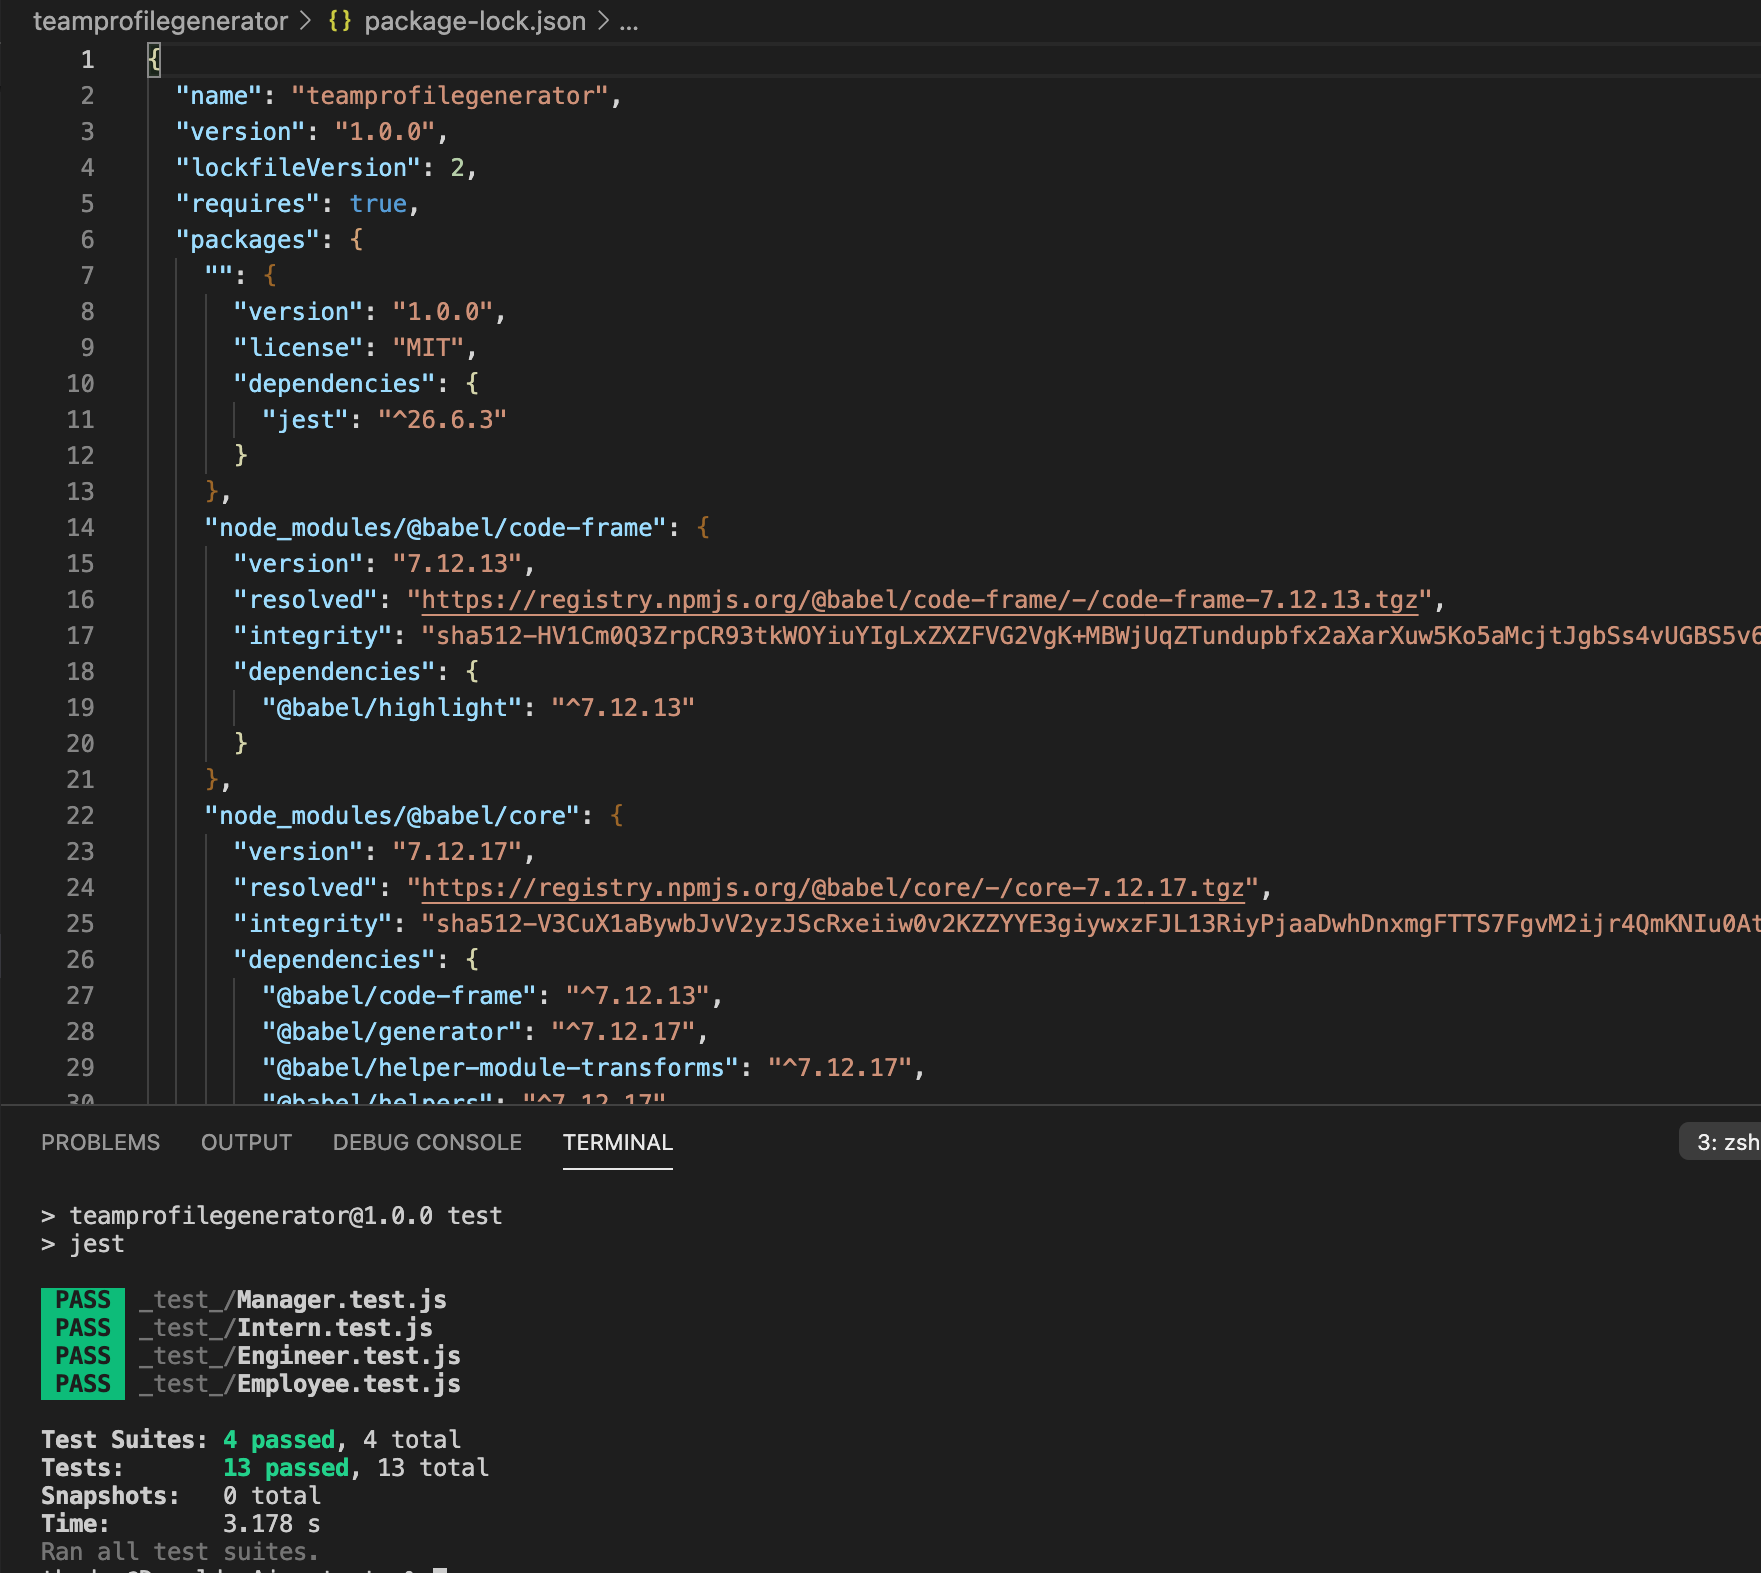 teamprofilegenerator > {} package-lock.json > ...
1 {
2 "name": "teamprofilegenerator",
3 "version": "1.0.0",
4 "lockfileVersion": 2,
5 "requires": true,
6 "packages": {
7 "": {
8 "version": "1.0.0",
9 "license": "MIT",
10 "dependencies": {
11 "jest": "^26.6.3"
12 }
13 },
14 "node_modules/@babel/code-frame": {
15 "version": "7.12.13",
16 "resolved": "https://registry.npmjs.org/@babel/code-frame/-/code-frame-7.12.13.tgz",
17 "integrity": "sha512-HV1Cm0Q3ZrpCR93tkWOYiuYIgLxZXZFVG2VgK+MBWjUqZTundupbfx2aXarXuw5Ko5aMcjtJgbSs4vUGBS5v6
18 "dependencies": {
19 "@babel/highlight": "^7.12.13"
20 }
21 },
22 "node_modules/@babel/core": {
23 "version": "7.12.17",
24 "resolved": "https://registry.npmjs.org/@babel/core/-/core-7.12.17.tgz",
25 "integrity": "sha512-V3CuX1aBywbJvV2yzJScRxeiiw0v2KZZYYE3giywxzFJL13RiyPjaaDwhDnxmgFTTS7FgvM2ijr4QmKNIu0At
26 "dependencies": {
27 "@babel/code-frame": "^7.12.13",
28 "@babel/generator": "^7.12.17",
29 "@babel/helper-module-transforms": "^7.12.17",
30 "@babel/helpers": "^7.12.17"
PROBLEMS OUTPUT DEBUG CONSOLE TERMINAL 3: zsh
> teamprofilegenerator@1.0.0 test
> jest
PASS _test_/Manager.test.js
PASS _test_/Intern.test.js
PASS _test_/Engineer.test.js
PASS _test_/Employee.test.js
Test Suites: 4 passed, 4 total
Tests: 13 passed, 13 total
Snapshots: 0 total
Time: 3.178 s
Ran all test suites.